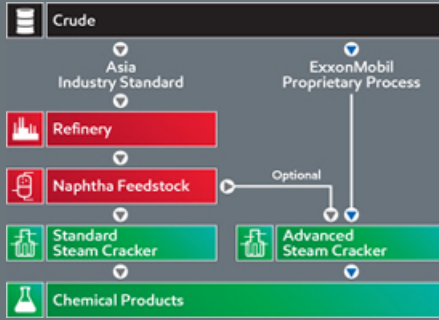 Crude
Asia
Industry Standard
ExxonMobil
Proprietary Process
Refinery
Naphtha Feedstock
Optional
Standard
Steam Cracker
Advanced
Steam Cracker
Chemical Products